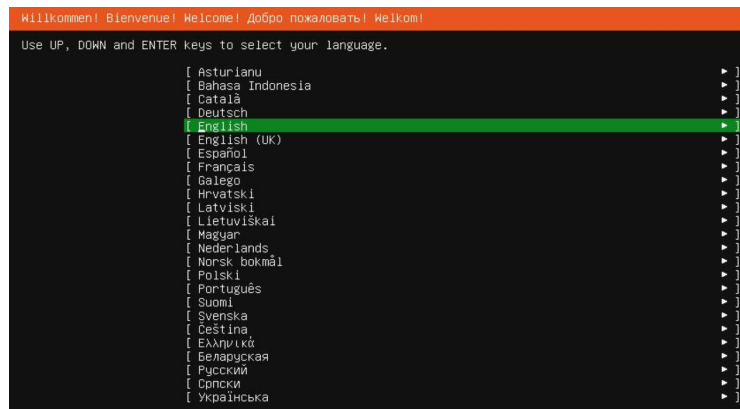 Willkommen! Bienvenue! Welcome! Добро пожаловать! Welkom!
Use UP, DOWN and ENTER keys to select your language.
[ Asturianu ► ]
[ Bahasa Indonesia ► ]
[ Català ► ]
[ Deutsch ► ]
[ English ► ]
[ English (UK) ► ]
[ Español ► ]
[ Français ► ]
[ Galego ► ]
[ Hrvatski ► ]
[ Latviski ► ]
[ Lietuviškai ► ]
[ Magyar ► ]
[ Nederlands ► ]
[ Norsk bokmål ► ]
[ Polski ► ]
[ Português ► ]
[ Suomi ► ]
[ Svenska ► ]
[ Čeština ► ]
[ Ελληνικά ► ]
[ Беларуская ► ]
[ Русский ► ]
[ Српски ► ]
[ Українська ► ]